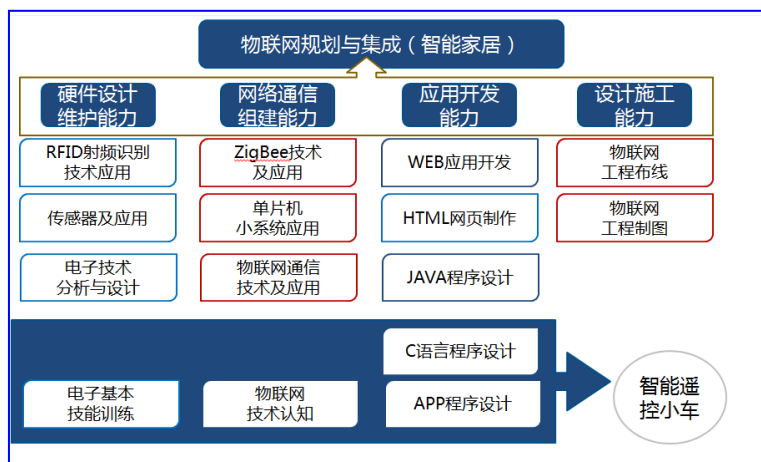 物联网规划与集成（智能家居）
硬件设计
维护能力
网络通信
组建能力
应用开发
能力
设计施工
能力
RFID射频识别
技术应用
ZigBee技术
及应用
WEB应用开发
物联网
工程布线
传感器及应用
单片机
小系统应用
HTML网页制作
物联网
工程制图
电子技术
分析与设计
物联网通信
技术及应用
JAVA程序设计
C语言程序设计
电子基本
技能训练
物联网
技术认知
APP程序设计
智能遥
控小车